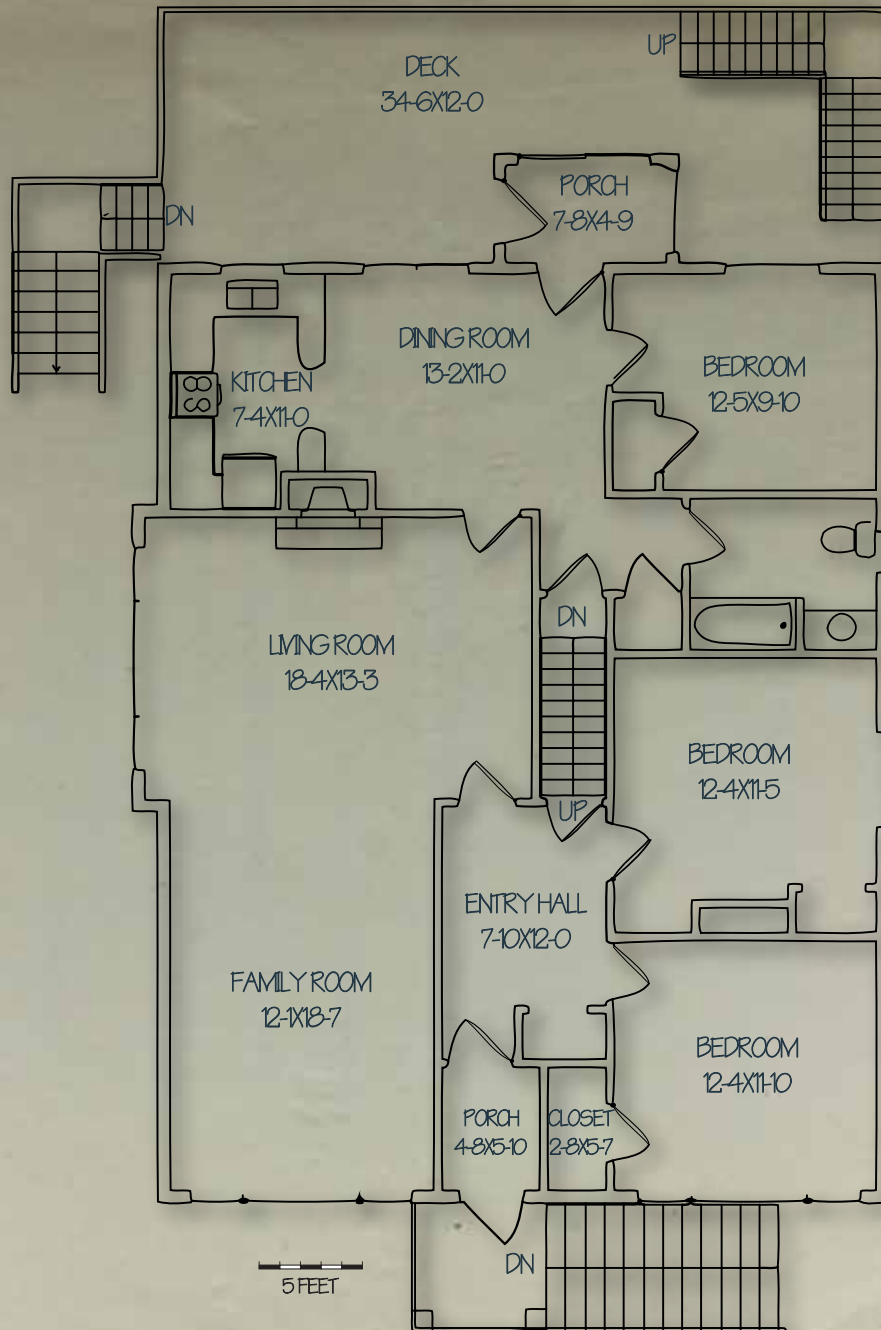 UP
DECK
34-6X12-0
PORCH
7-8X4-9
DN
DINING ROOM
13-2X11-0
KITCHEN
7-4X11-0
BEDROOM
12-5X9-10
DN
LIVING ROOM
18-4X13-3
BEDROOM
12-4X11-5
UP
ENTRY HALL
7-10X12-0
FAMILY ROOM
12-1X18-7
BEDROOM
12-4X11-10
PORCH
4-8X5-10
CLOSET
2-8X5-7
DN
5 FEET